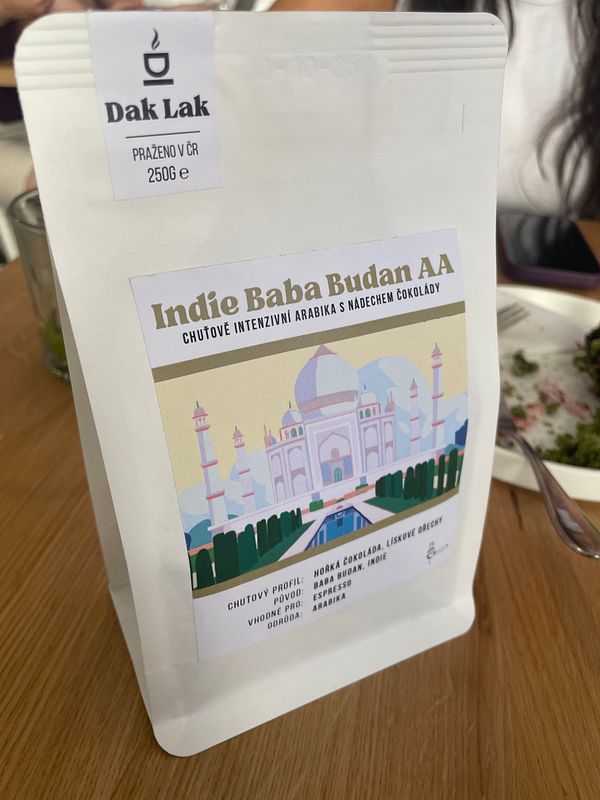 Dak Lak
PRAŽENO V ČR
250G e
Indie Baba Budan AA
CHUŤOVĚ INTENZIVNÍ ARABIKA S NÁDECHEM ČOKOLÁDY
CHUŤOVÝ PROFIL: HOŘKÁ ČOKOLÁDA, LÍSKOVÉ OŘECHY
PŮVOD: BABA BUDAN, INDIE
VHODNÉ PRO: ESPRESSO
ODRŮDA: ARABIKA